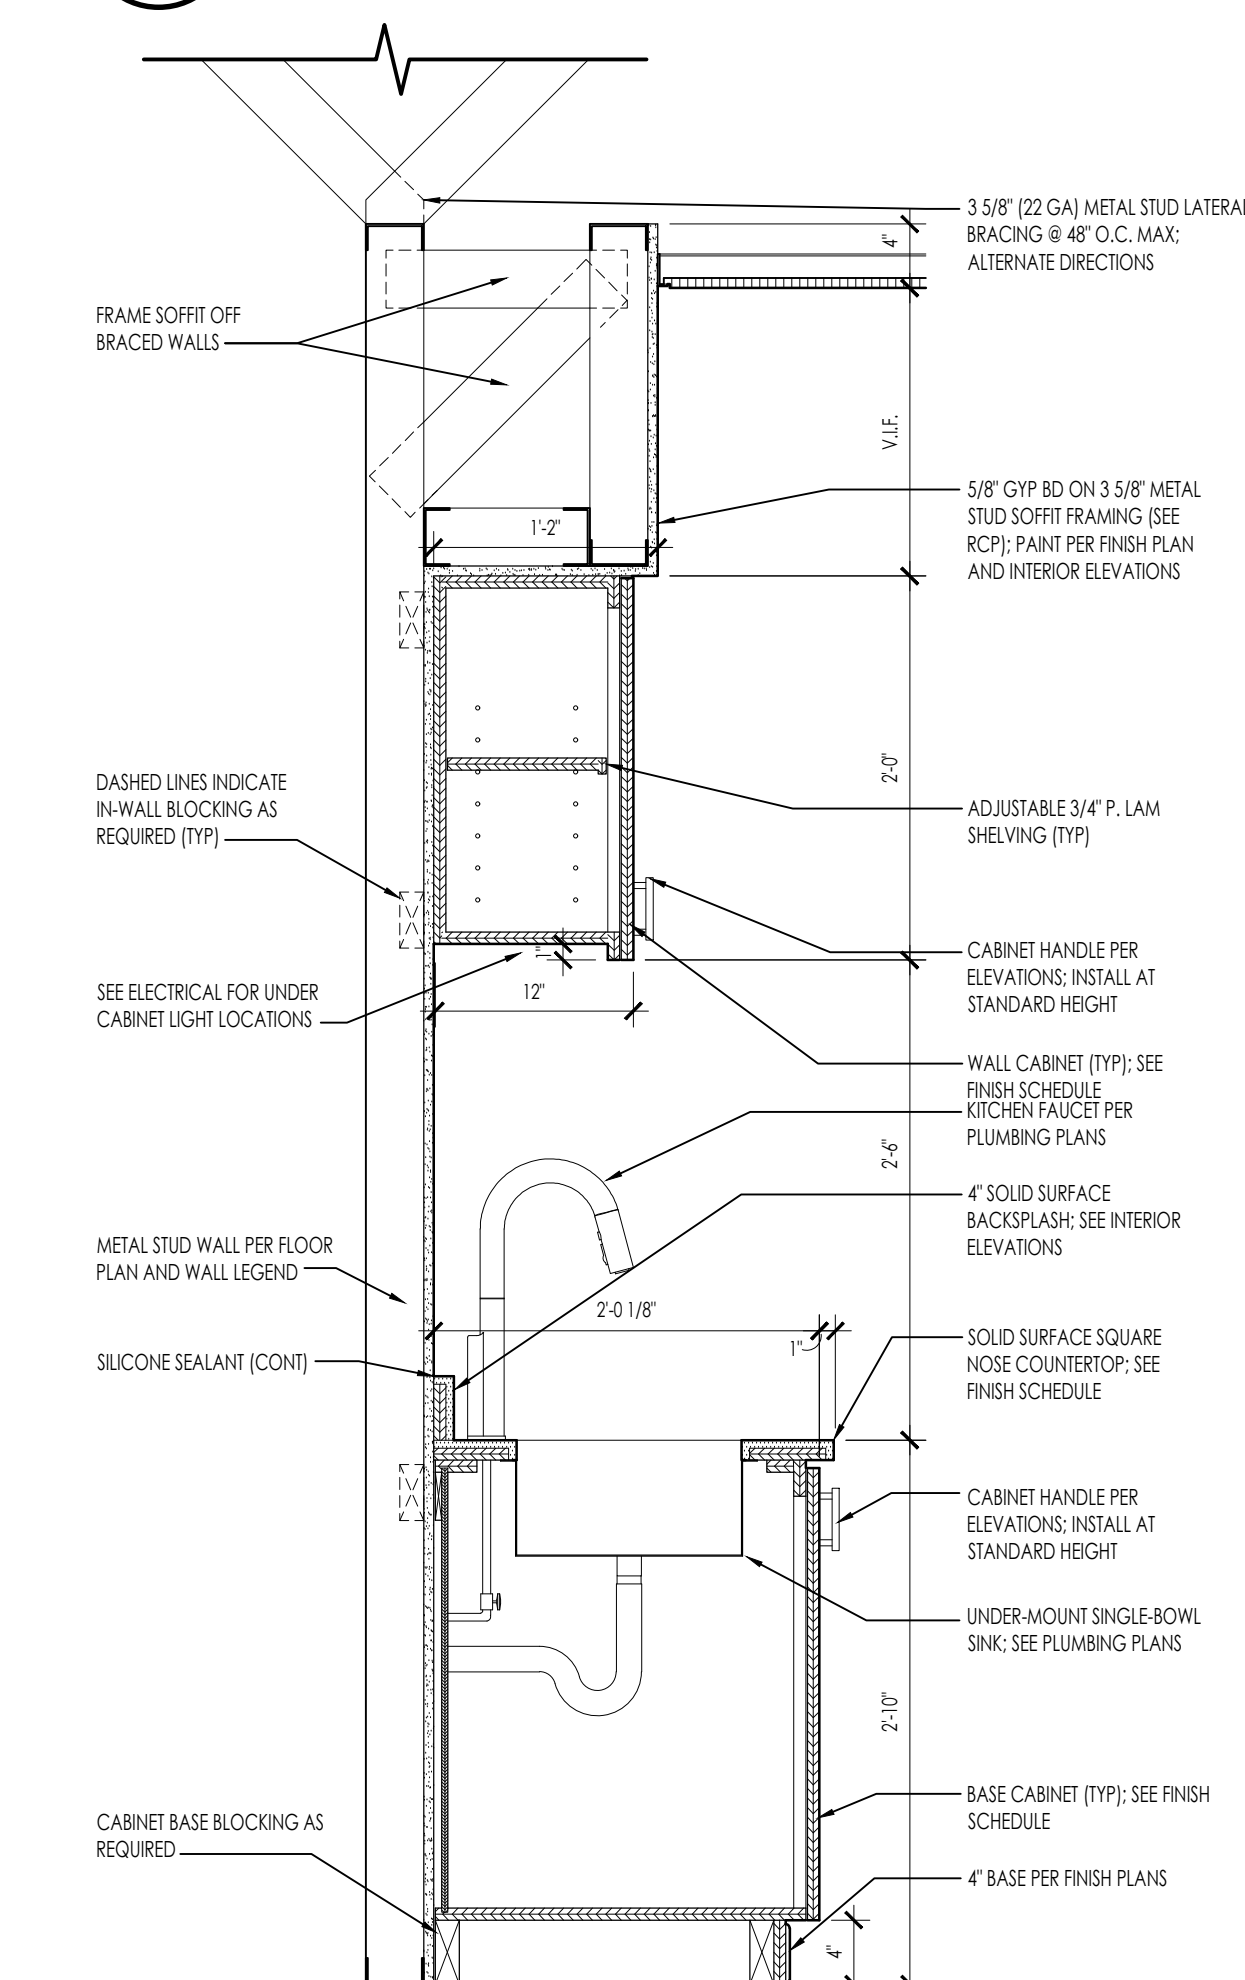 3 5/8" (22 GA) METAL STUD LATERAL
BRACING @ 48" O.C. MAX;
ALTERNATE DIRECTIONS
4"
FRAME SOFFIT OFF
BRACED WALLS
V.I.F.
5/8" GYP BD ON 3 5/8" METAL
STUD SOFFIT FRAMING (SEE
RCP); PAINT PER FINISH PLAN
AND INTERIOR ELEVATIONS
1'-2"
2'-0"
DASHED LINES INDICATE
IN-WALL BLOCKING AS
REQUIRED (TYP)
ADJUSTABLE 3/4" P. LAM
SHELVING (TYP)
CABINET HANDLE PER
ELEVATIONS; INSTALL AT
STANDARD HEIGHT
1"
12"
SEE ELECTRICAL FOR UNDER
CABINET LIGHT LOCATIONS
WALL CABINET (TYP); SEE
FINISH SCHEDULE
KITCHEN FAUCET PER
PLUMBING PLANS
2'-6"
4" SOLID SURFACE
BACKSPLASH; SEE INTERIOR
ELEVATIONS
METAL STUD WALL PER FLOOR
PLAN AND WALL LEGEND
2'-0 1/8"
1"
SILICONE SEALANT (CONT)
SOLID SURFACE SQUARE
NOSE COUNTERTOP; SEE
FINISH SCHEDULE
CABINET HANDLE PER
ELEVATIONS; INSTALL AT
STANDARD HEIGHT
UNDER-MOUNT SINGLE-BOWL
SINK; SEE PLUMBING PLANS
2'-10"
BASE CABINET (TYP); SEE FINISH
SCHEDULE
CABINET BASE BLOCKING AS
REQUIRED
4" BASE PER FINISH PLANS
4"